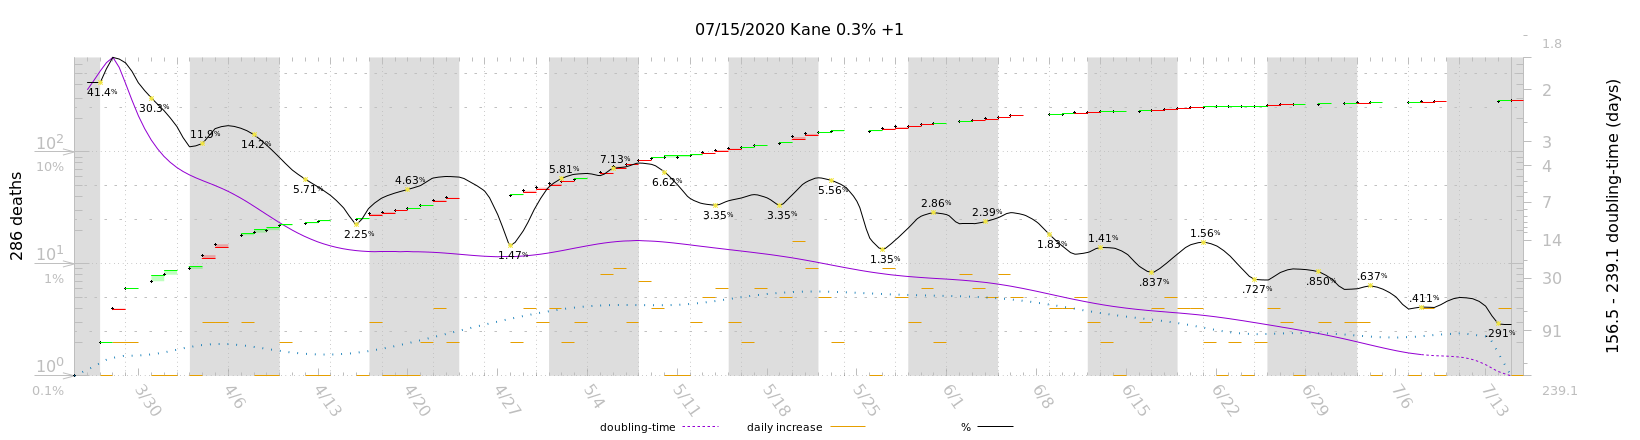 07/15/2020 Kane 0.3% +1
286 deaths
10² 10% 10¹ 1% 10⁰ 0.1%
41.4% 30.3% 11.9% 14.2% 5.71% 2.25% 4.63% 1.47% 5.81% 7.13% 6.62% 3.35% 3.35% 5.56% 1.35% 2.86% 2.39% 1.83% 1.41% .837% 1.56% .727% .850% .637% .411% .291%
1.8 2 3 4 7 14 30 91 239.1
156.5 - 239.1 doubling-time (days)
3/30 4/6 4/13 4/20 4/27 5/4 5/11 5/18 5/25 6/1 6/8 6/15 6/22 6/29 7/6 7/13
doubling-time daily increase %